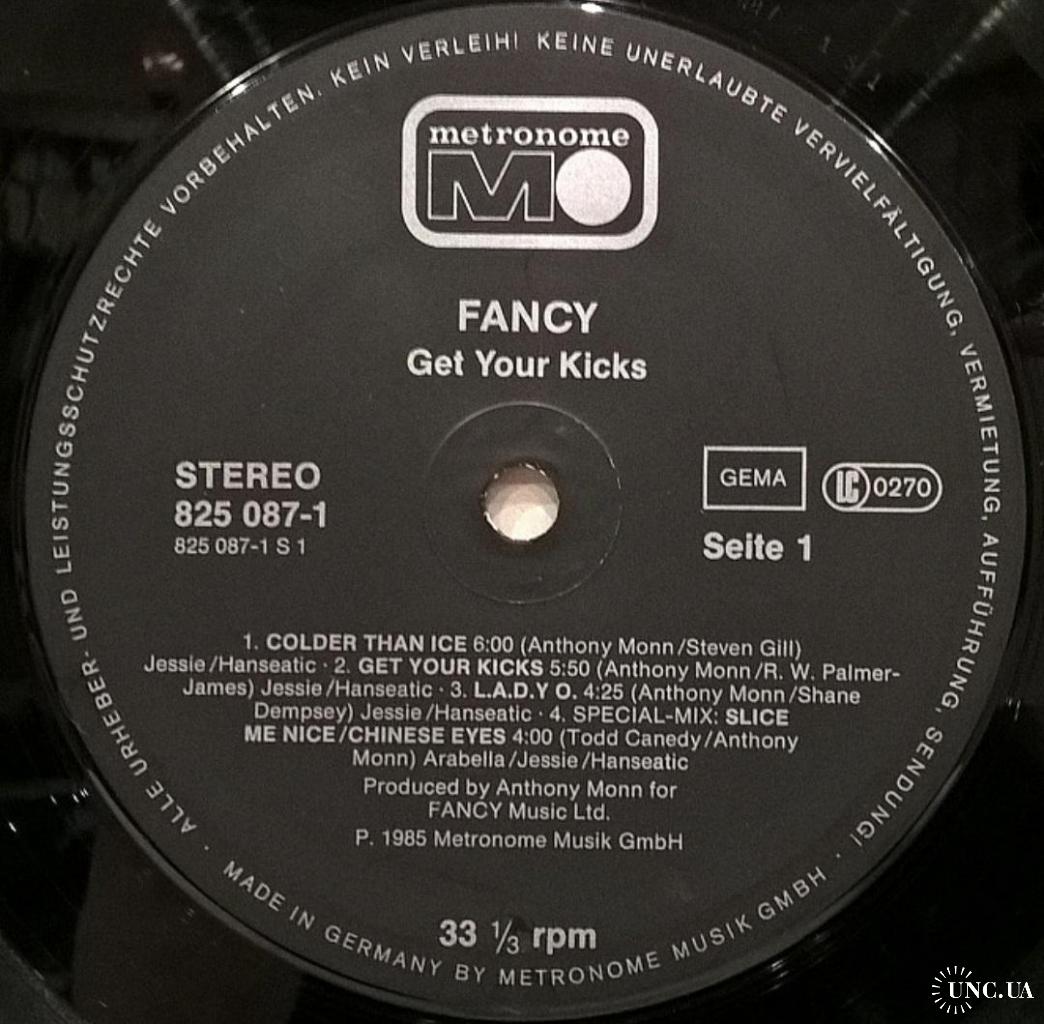 ALLE URHEBER- UND LEISTUNGSSCHUTZRECHTE VORBEHALTEN. KEIN VERLEIH! KEINE UNERLAUBTE VERVIELFÄLTIGUNG, VERMIETUNG, AUFFÜHRUNG, SENDUNG!
metronome
MO
FANCY
Get Your Kicks
STEREO
825 087-1
825 087-1 S 1
GEMA
LC 0270
Seite 1
1. COLDER THAN ICE 6:00 (Anthony Monn/Steven Gill)
Jessie/Hanseatic · 2. GET YOUR KICKS 5:50 (Anthony Monn/R. W. Palmer-
James) Jessie/Hanseatic · 3. L.A.D.Y O. 4:25 (Anthony Monn/Shane
Dempsey) Jessie/Hanseatic · 4. SPECIAL-MIX: SLICE
ME NICE/CHINESE EYES 4:00 (Todd Canedy/Anthony
Monn) Arabella/Jessie/Hanseatic
Produced by Anthony Monn for
FANCY Music Ltd.
P. 1985 Metronome Musik GmbH
33 1/3 rpm
· MADE IN GERMANY BY METRONOME MUSIK GMBH ·
UNC.UA